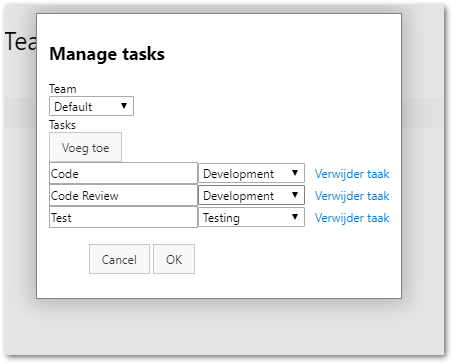 Tea
Manage tasks
Team
Default
Tasks
Voeg toe
Code Development Verwijder taak
Code Review Development Verwijder taak
Test Testing Verwijder taak
Cancel OK